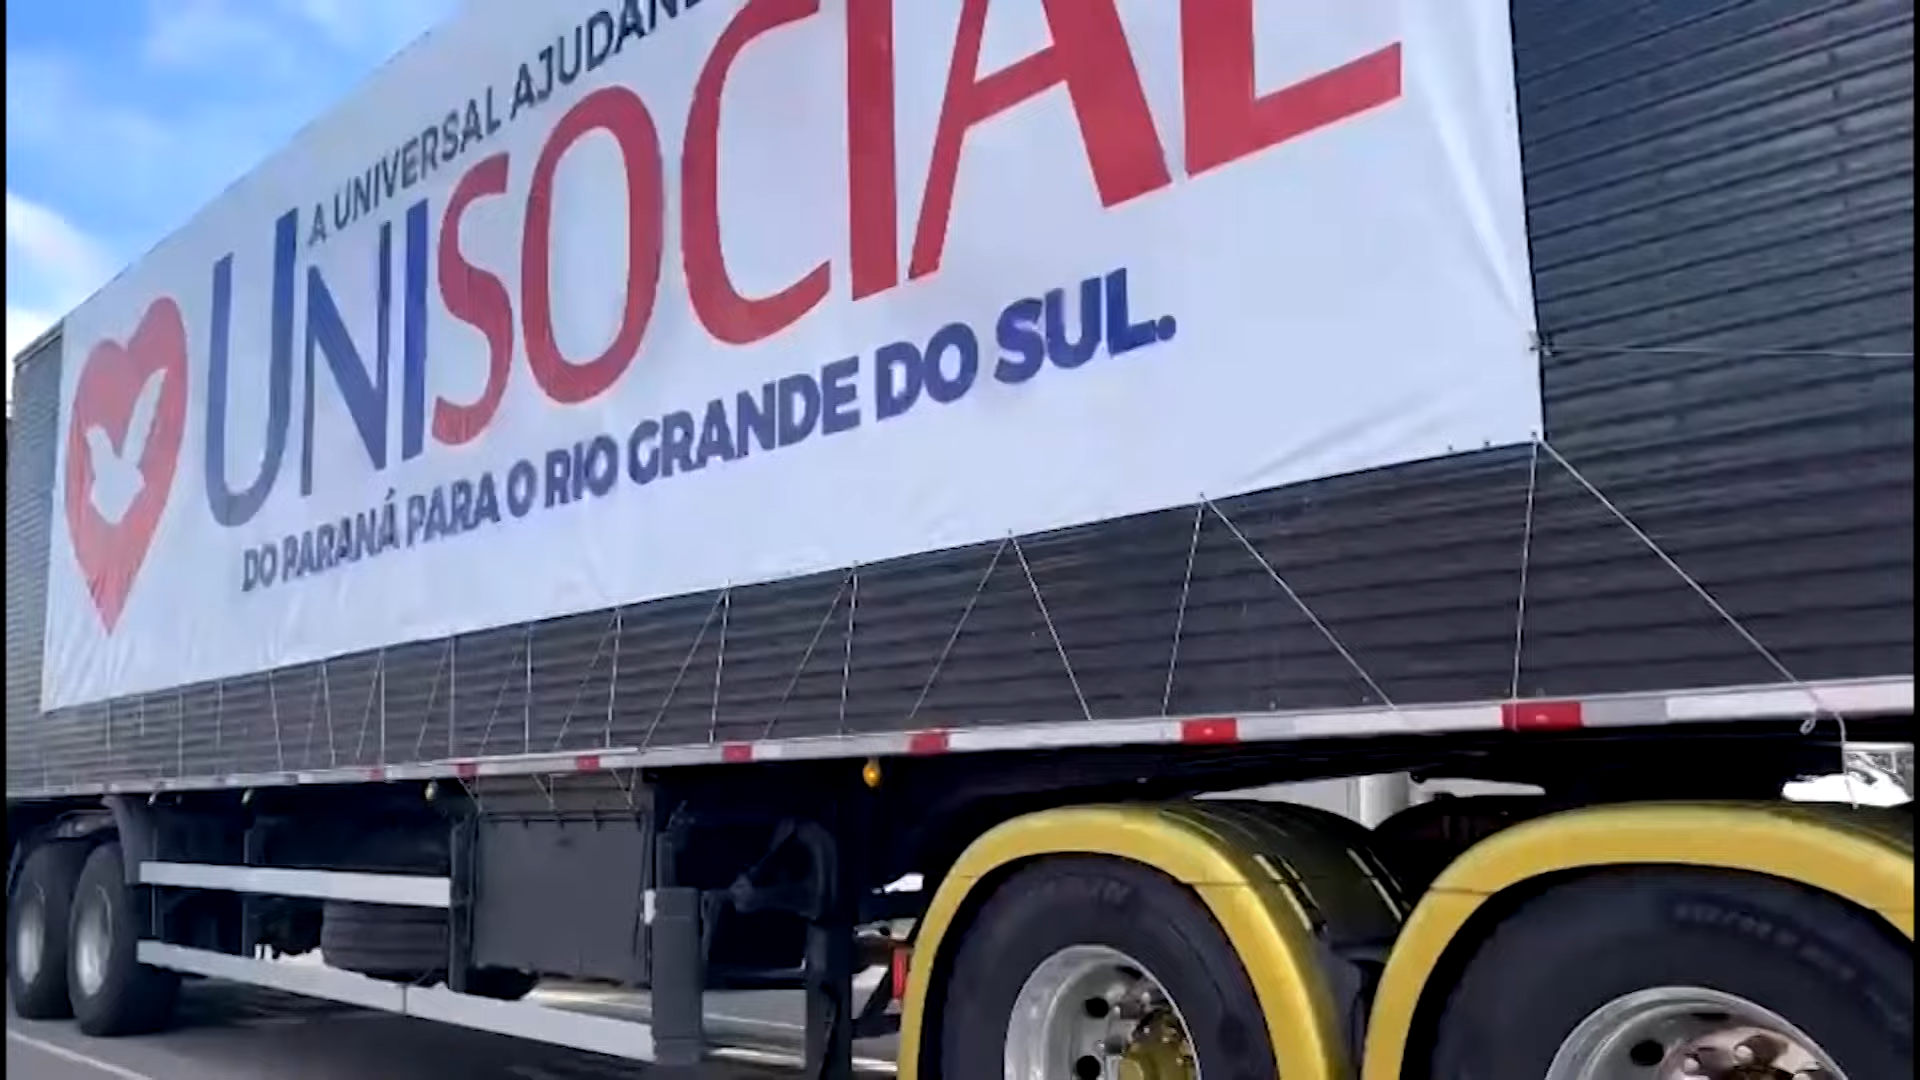 A UNIVERSAL AJUDAN
UNISOCIAL
DO PARANÁ PARA O RIO GRANDE DO SUL.